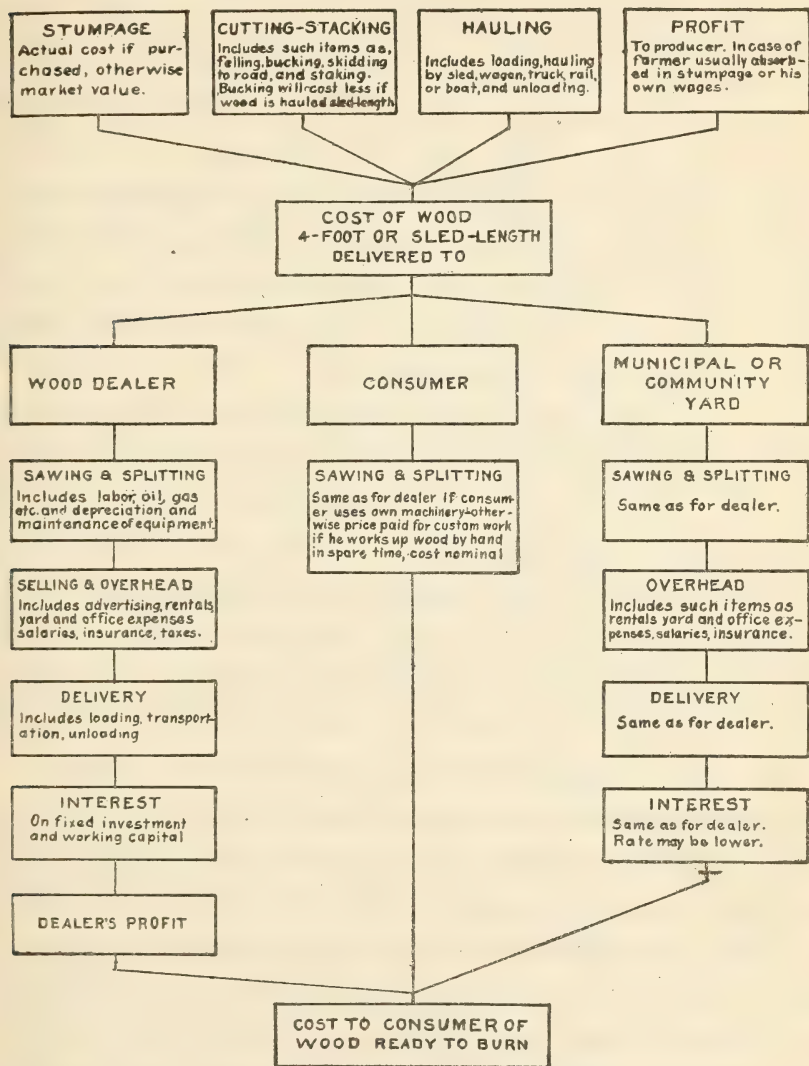 STUMPAGE
Actual cost if pur-
chased, otherwise
market value.
CUTTING-STACKING
Includes such items as,
felling, bucking, skidding
to road, and staking.
Bucking will cost less if
wood is hauled sled-length
HAULING
Includes loading, hauling
by sled, wagon, truck, rail,
or boat, and unloading.
PROFIT
To producer. In case of
farmer usually absorb-
ed in stumpage or his
own wages.
COST OF WOOD
4-FOOT OR SLED-LENGTH
DELIVERED TO
WOOD DEALER
SAWING & SPLITTING
Includes labor, oil, gas
etc. and depreciation and
maintenance of equipment.
SELLING & OVERHEAD
Includes advertising, rentals,
yard and office expenses
salaries, insurance, taxes.
DELIVERY
Includes loading, transport-
ation, unloading
INTEREST
On fixed investment
and working capital
DEALER'S PROFIT
CONSUMER
SAWING & SPLITTING
Same as for dealer if consum-
er uses own machinery-other-
wise price paid for custom work
if he works up wood by hand
in spare time, cost nominal
MUNICIPAL OR
COMMUNITY
YARD
SAWING & SPLITTING
Same as for dealer.
OVERHEAD
Includes such items as
rentals yard and office ex-
penses, salaries, insurance.
DELIVERY
Same as for dealer.
INTEREST
Same as for dealer.
Rate may be lower.
COST TO CONSUMER OF
WOOD READY TO BURN